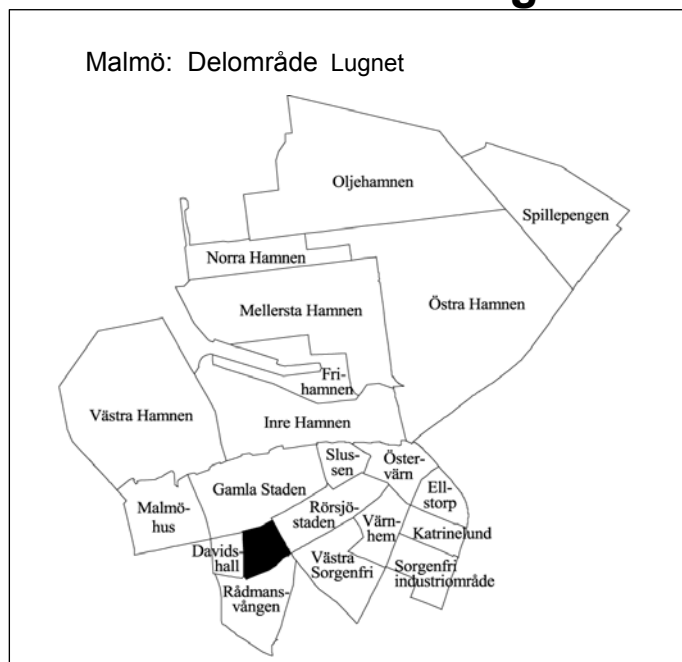 Malmö: Delområde Lugnet
Oljehamnen
Spillepengen
Norra Hamnen
Östra Hamnen
Mellersta Hamnen
Fri-
hamnen
Västra Hamnen
Inre Hamnen
Slus-
sen
Öster-
värn
Gamla Staden
Ell-
storp
Malmö-
hus
Rörsjö-
staden
Värn-
hem
Katrinelund
Davids-
hall
Västra
Sorgenfri
Sorgenfri
industriområde
Rådmans-
vången